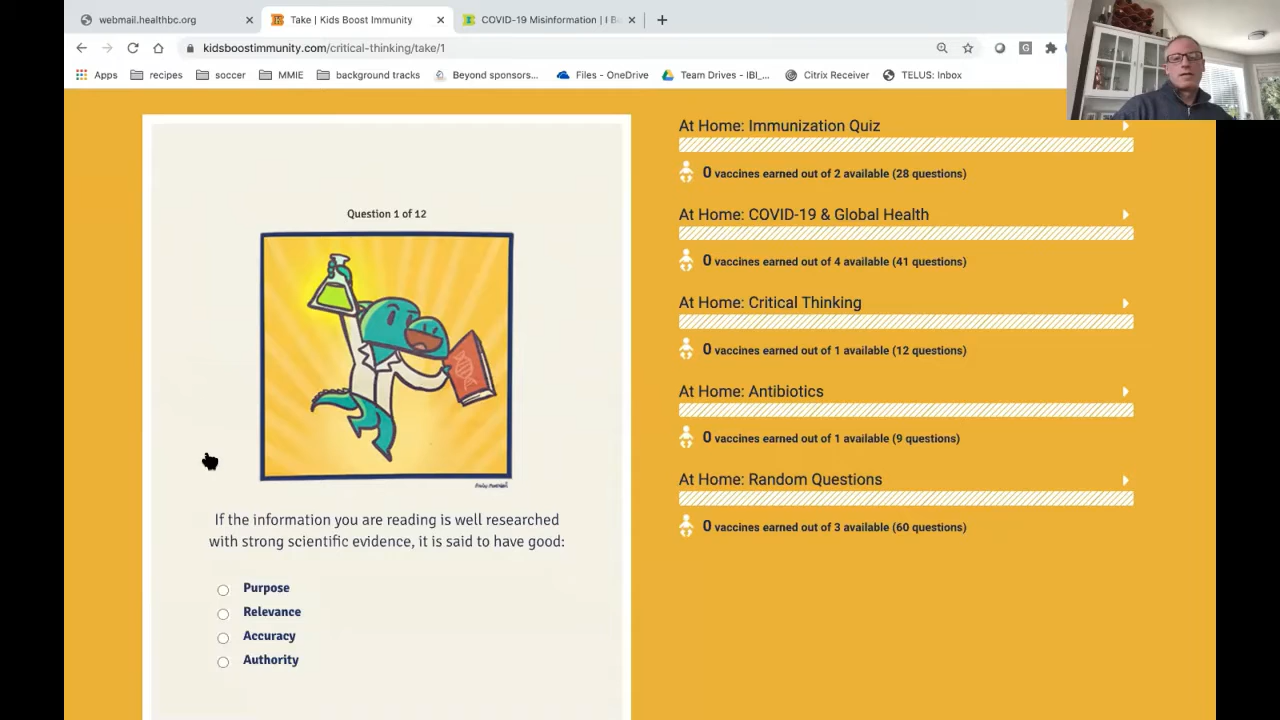 webmail.healthbc.org
Take | Kids Boost Immunity
COVID-19 Misinformation | I B
kidsboostimmunity.com/critical-thinking/take/1
Apps
recipes
soccer
MMIE
background tracks
Beyond sponsors...
Files - OneDrive
Team Drives - IBI_...
Citrix Receiver
TELUS: Inbox
Question 1 of 12
If the information you are reading is well researched
with strong scientific evidence, it is said to have good:
Purpose
Relevance
Accuracy
Authority
At Home: Immunization Quiz
0 vaccines earned out of 2 available (28 questions)
At Home: COVID-19 & Global Health
0 vaccines earned out of 4 available (41 questions)
At Home: Critical Thinking
0 vaccines earned out of 1 available (12 questions)
At Home: Antibiotics
0 vaccines earned out of 1 available (9 questions)
At Home: Random Questions
0 vaccines earned out of 3 available (60 questions)